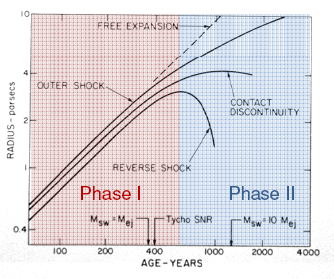 10
FREE EXPANSION
4
OUTER SHOCK
CONTACT
DISCONTINUITY
2
RADIUS - parsecs
1
REVERSE SHOCK
Phase I
Phase II
Msw = Mej
Tycho SNR
Msw = 10 Mej
0.4
100
200
400
1000
2000
4000
AGE - YEARS